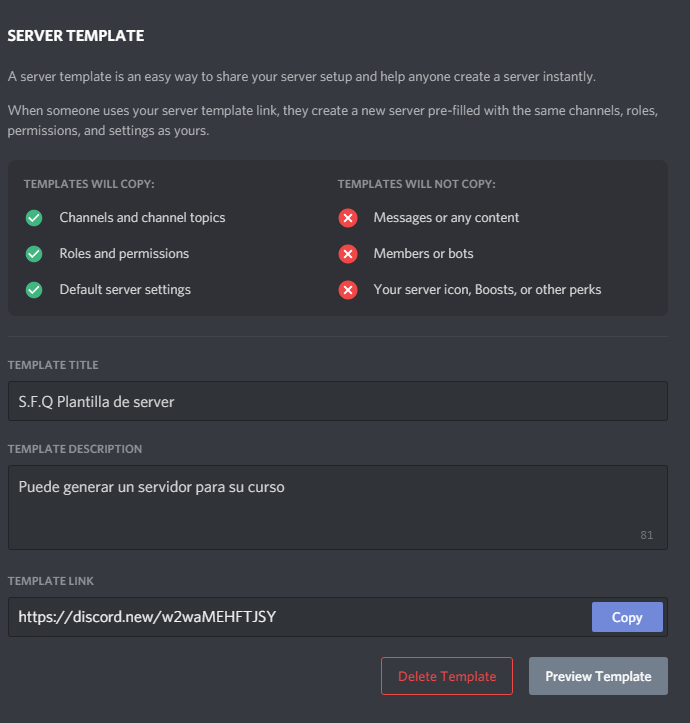 SERVER TEMPLATE
A server template is an easy way to share your server setup and help anyone create a server instantly.
When someone uses your server template link, they create a new server pre-filled with the same channels, roles,
permissions, and settings as yours.
TEMPLATES WILL COPY:
Channels and channel topics
Roles and permissions
Default server settings
TEMPLATES WILL NOT COPY:
Messages or any content
Members or bots
Your server icon, Boosts, or other perks
TEMPLATE TITLE
S.F.Q Plantilla de server
TEMPLATE DESCRIPTION
Puede generar un servidor para su curso
81
TEMPLATE LINK
https://discord.new/w2waMEHFTJSY
Copy
Delete Template
Preview Template